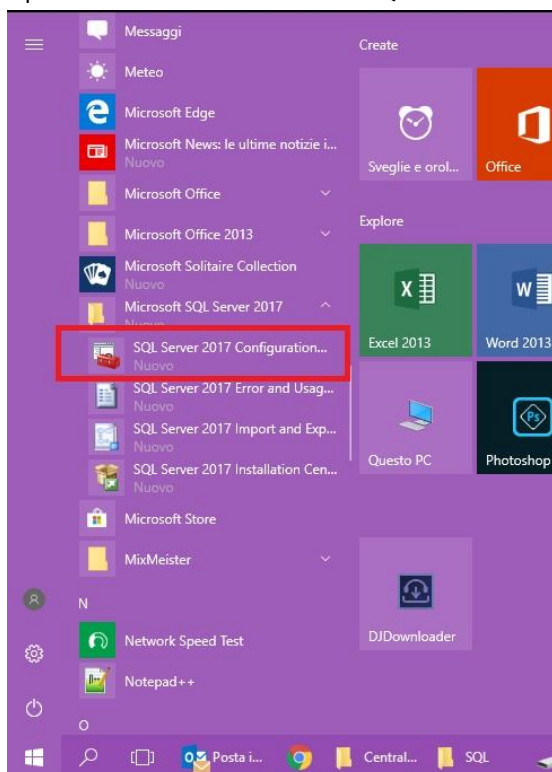 Messaggi
Meteo
Microsoft Edge
Microsoft News: le ultime notizie i...
Nuovo
Microsoft Office
Microsoft Office 2013
Microsoft Solitaire Collection
Nuovo
Microsoft SQL Server 2017
Nuovo
SQL Server 2017 Configuration...
Nuovo
SQL Server 2017 Error and Usag...
Nuovo
SQL Server 2017 Import and Exp...
Nuovo
SQL Server 2017 Installation Cen...
Nuovo
Microsoft Store
MixMeister
N
Network Speed Test
Notepad++
O
Create
Sveglie e orol...
Office
Explore
Excel 2013
Word 2013
Questo PC
Ps
Photoshop
DJDownloader
Posta i...
Central...
SQL